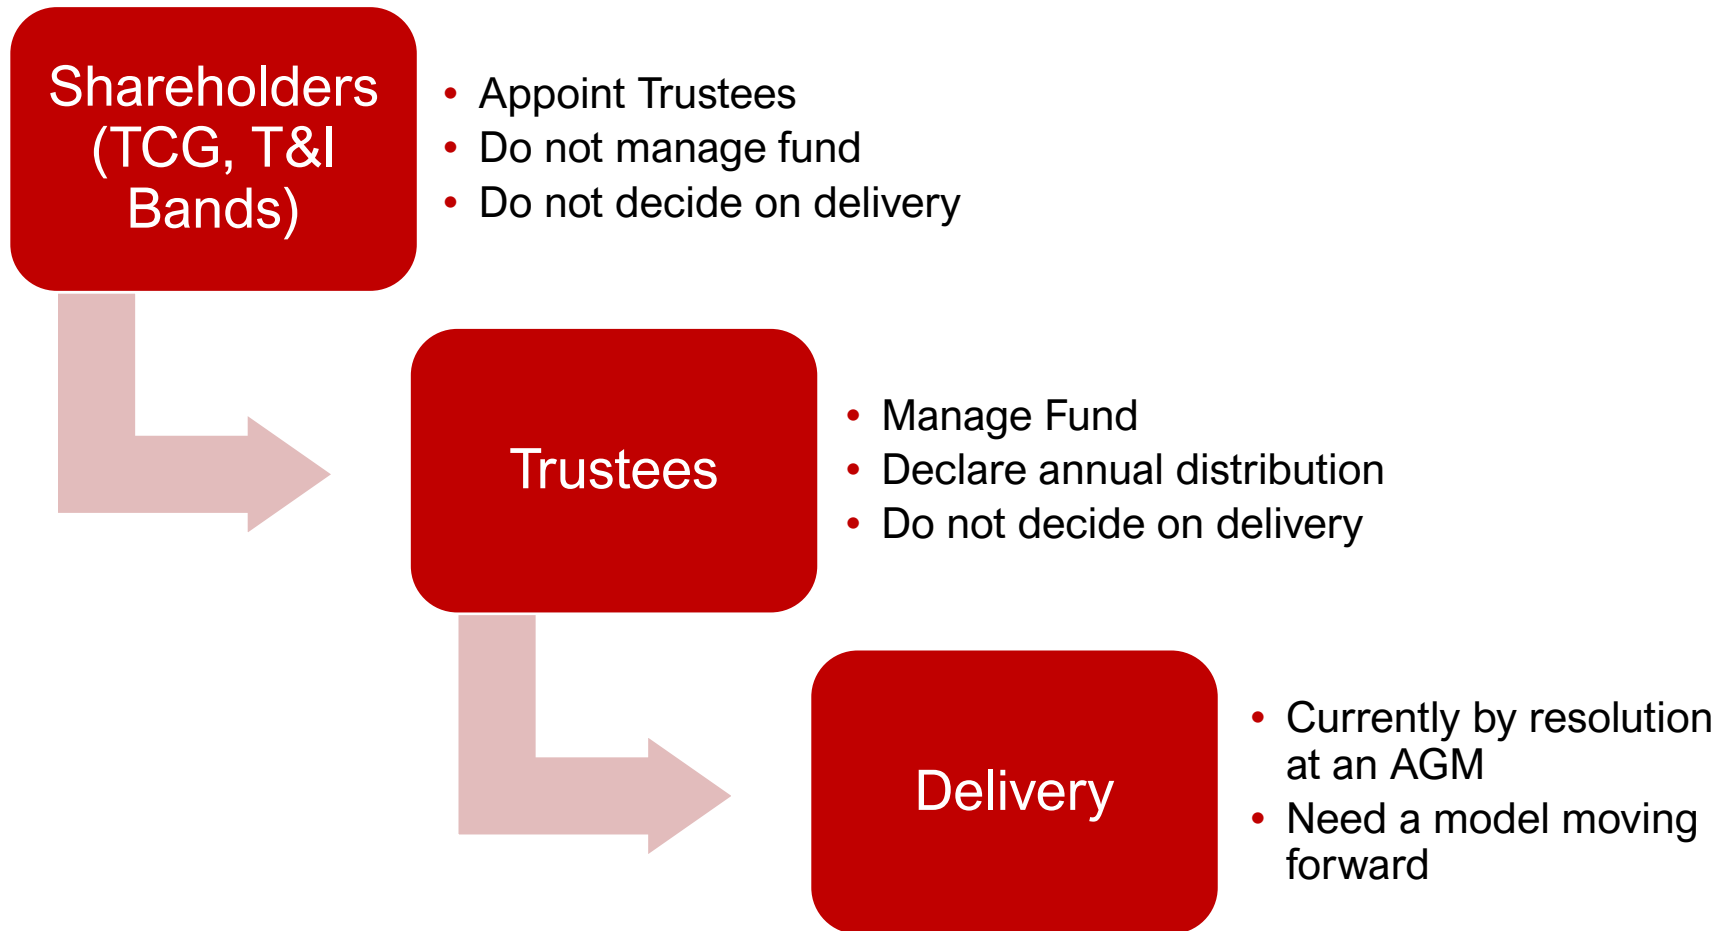 Shareholders
(TCG, T&I
Bands)
• Appoint Trustees
• Do not manage fund
• Do not decide on delivery
Trustees
• Manage Fund
• Declare annual distribution
• Do not decide on delivery
Delivery
• Currently by resolution
at an AGM
• Need a model moving
forward